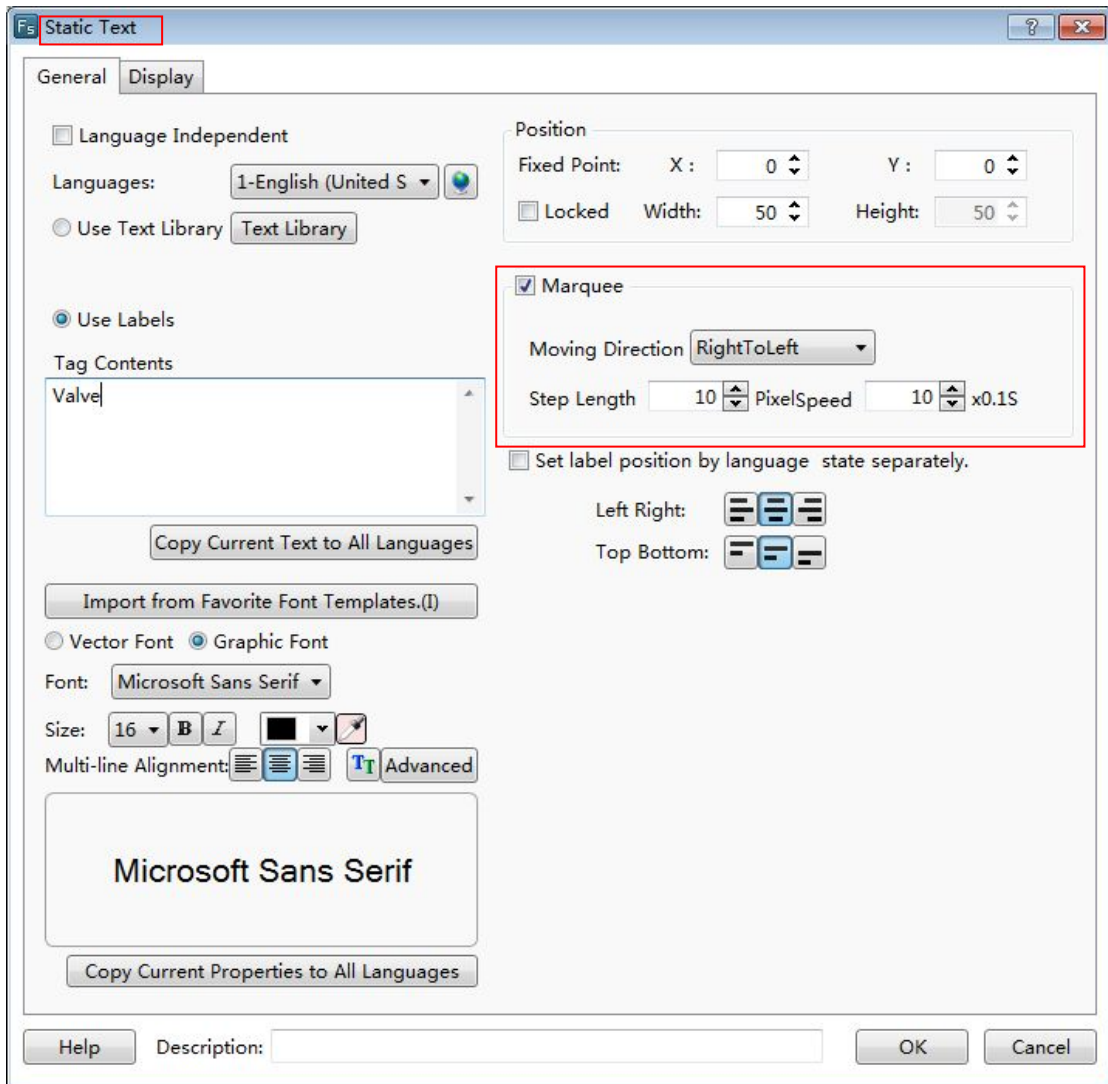 Fs Static Text ?
General Display
Language Independent
Languages: 1-English (United S
Use Text Library Text Library
Use Labels
Tag Contents
Valve
Copy Current Text to All Languages
Import from Favorite Font Templates.(I)
Vector Font Graphic Font
Font: Microsoft Sans Serif
Size: 16 B I
Multi-line Alignment: TT Advanced
Microsoft Sans Serif
Copy Current Properties to All Languages
Position
Fixed Point: X : 0 Y : 0
Locked Width: 50 Height: 50
Marquee
Moving Direction RightToLeft
Step Length 10 PixelSpeed 10 x0.1S
Set label position by language state separately.
Left Right:
Top Bottom:
Help Description: OK Cancel